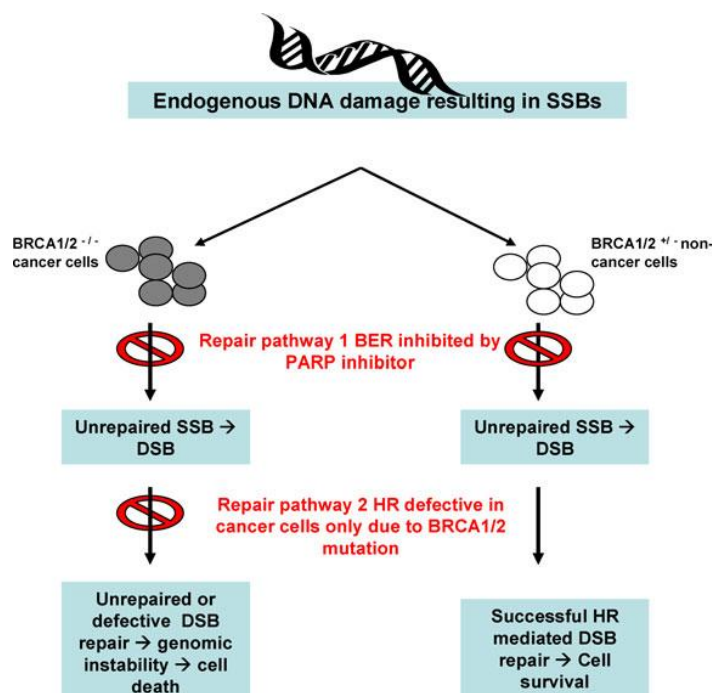 Endogenous DNA damage resulting in SSBs
BRCA1/2 -/-
cancer cells
BRCA1/2 +/- non-
cancer cells
Repair pathway 1 BER inhibited by
PARP inhibitor
Unrepaired SSB →
DSB
Unrepaired SSB →
DSB
Repair pathway 2 HR defective in
cancer cells only due to BRCA1/2
mutation
Unrepaired or
defective DSB
repair → genomic
instability → cell
death
Successful HR
mediated DSB
repair → Cell
survival